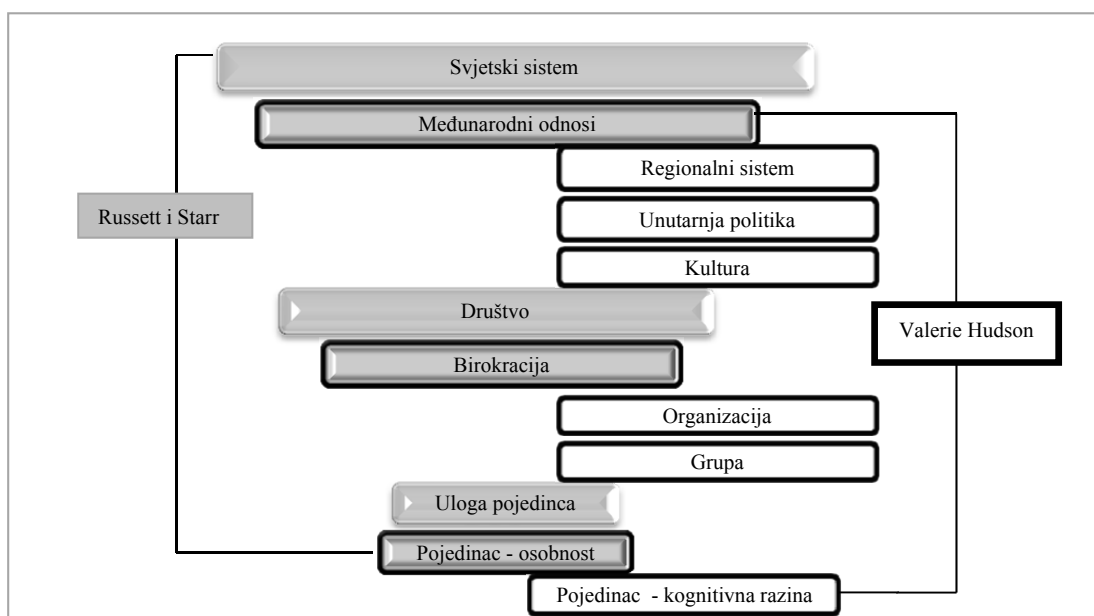 Svjetski sistem
Međunarodni odnosi
Regionalni sistem
Russett i Starr
Unutarnja politika
Kultura
Društvo
Valerie Hudson
Birokracija
Organizacija
Grupa
Uloga pojedinca
Pojedinac - osobnost
Pojedinac - kognitivna razina